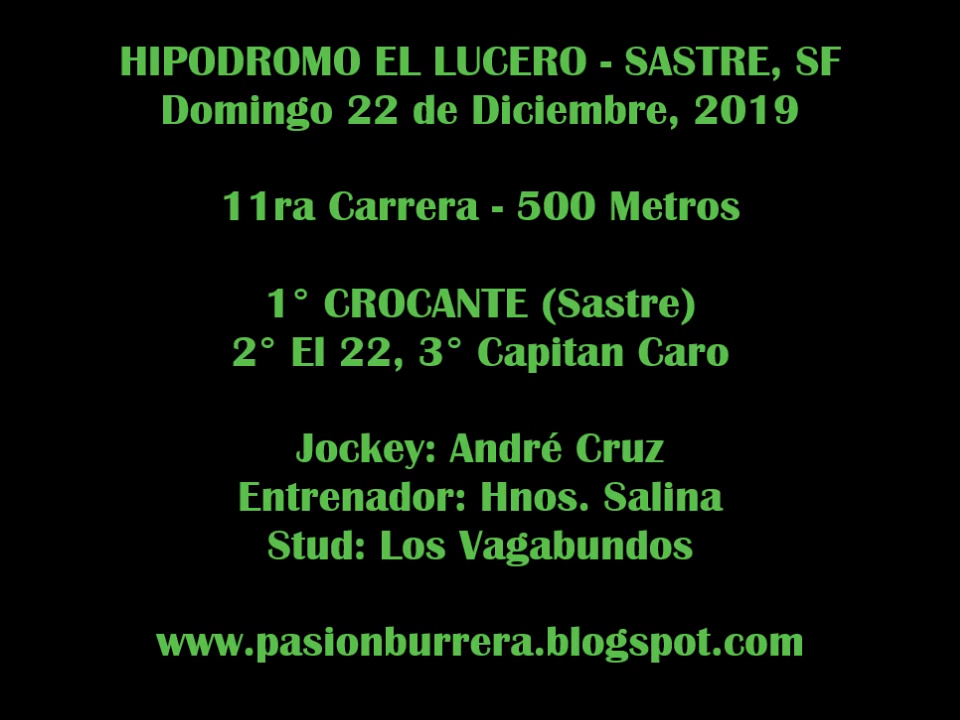 HIPODROMO EL LUCERO - SASTRE, SF
Domingo 22 de Diciembre, 2019
11ra Carrera - 500 Metros
1° CROCANTE (Sastre)
2° El 22, 3° Capitan Caro
Jockey: André Cruz
Entrenador: Hnos. Salina
Stud: Los Vagabundos
www.pasionburrera.blogspot.com